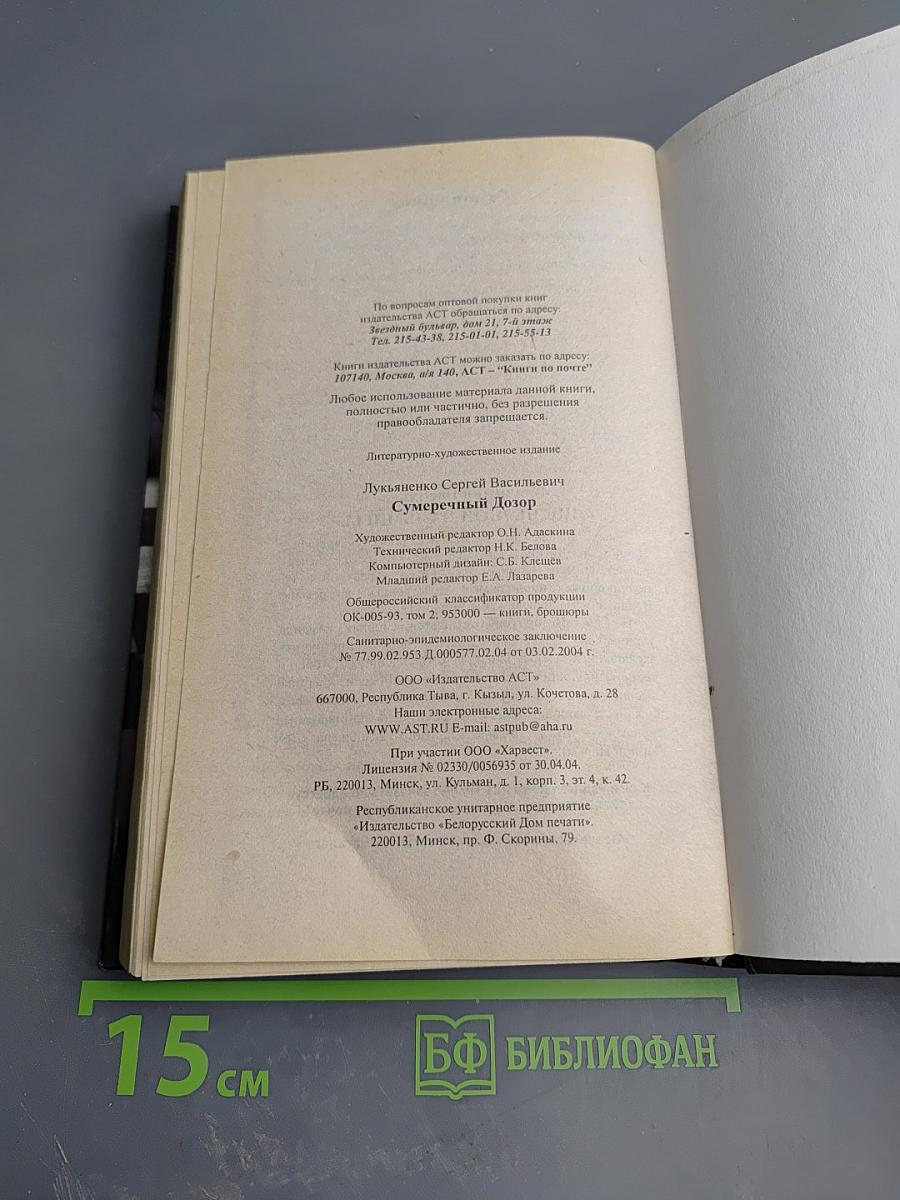 По вопросам оптовой покупки книг
издательства АСТ обращаться по адресу:
Звездный бульвар, дом 21, 7-й этаж
Тел. 215-43-38, 215-01-01, 215-55-13
Книги издательства АСТ можно заказать по адресу:
107140, Москва, а/я 140, АСТ – “Книги по почте”
Любое использование материала данной книги,
полностью или частично, без разрешения
правообладателя запрещается.
Литературно-художественное издание
Лукьяненко Сергей Васильевич
Сумеречный Дозор
Художественный редактор О.Н. Адаскина
Технический редактор Н.К. Белова
Компьютерный дизайн: С.Б. Клещёв
Младший редактор Е.А. Лазарева
Общероссийский классификатор продукции
ОК-005-93, том 2; 953000 — книги, брошюры
Санитарно-эпидемиологическое заключение
№ 77.99.02.953.Д.000577.02.04 от 03.02.2004 г.
ООО «Издательство АСТ»
667000, Республика Тыва, г. Кызыл, ул. Кочетова, д. 28
Наши электронные адреса:
WWW.AST.RU E-mail: astpub@aha.ru
При участии ООО «Харвест».
Лицензия № 02330/0056935 от 30.04.04.
РБ, 220013, Минск, ул. Кульман, д. 1, корп. 3, эт. 4, к. 42.
Республиканское унитарное предприятие
«Издательство «Белорусский Дом печати».
220013, Минск, пр. Ф. Скорины, 79.
15 см
БФ БИБЛИОФАН